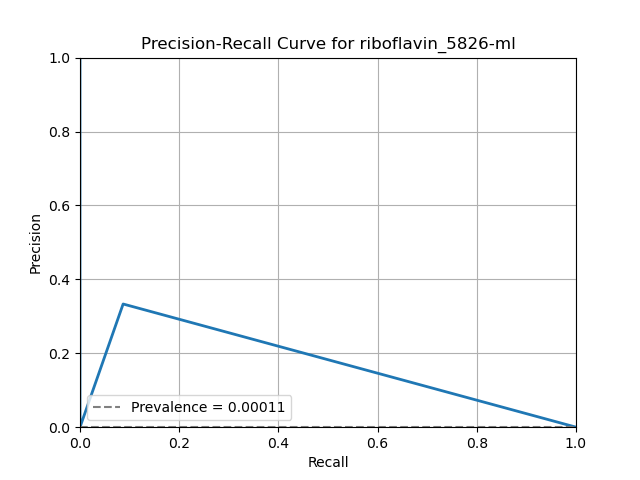 Precision-Recall Curve for riboflavin_5826-ml
1.0
0.8
0.6
0.4
0.2
0.0
Precision
Prevalence = 0.00011
0.0 0.2 0.4 0.6 0.8 1.0
Recall